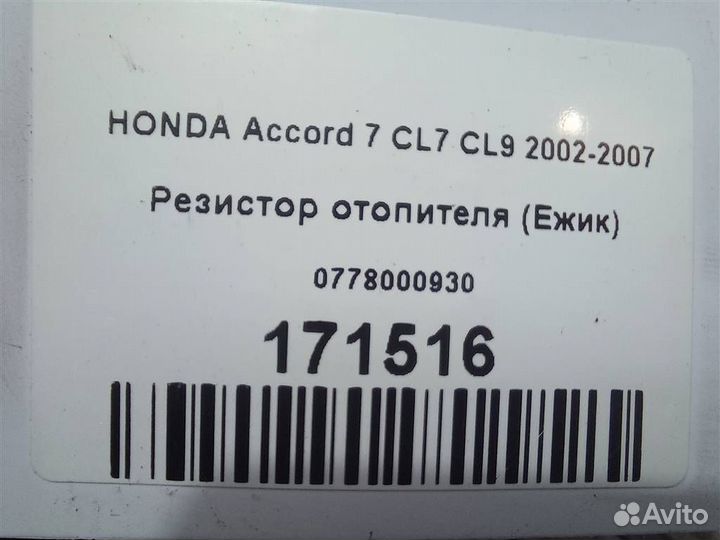 HONDA Accord 7 CL7 CL9 2002-2007
Резистор отопителя (Ежик)
0778000930
171516
Avito